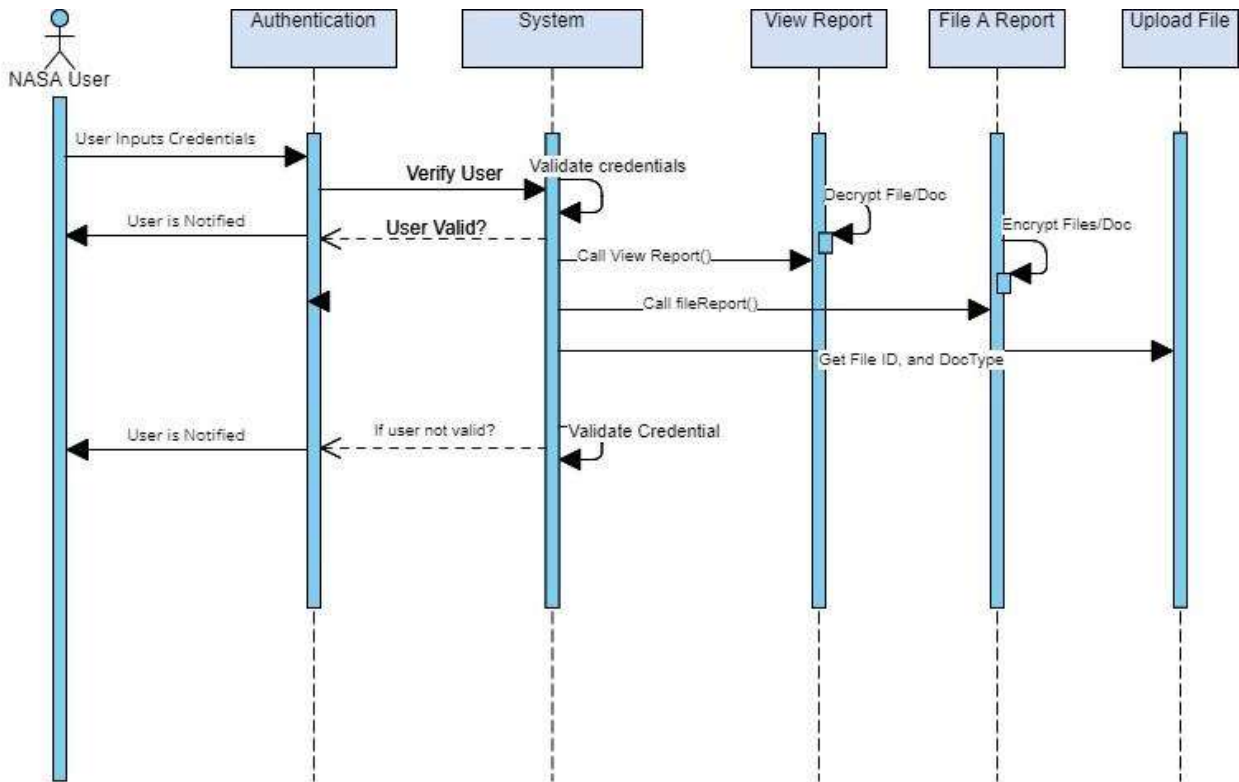 Authentication
System
View Report
File A Report
Upload File
NASA User
User Inputs Credentials
Verify User
Validate credentials
Decrypt File/Doc
User is Notified
User Valid?
Encrypt Files/Doc
Call View Report()
Call fileReport()
Get File ID, and DocType
User is Notified
If user not valid?
Validate Credential